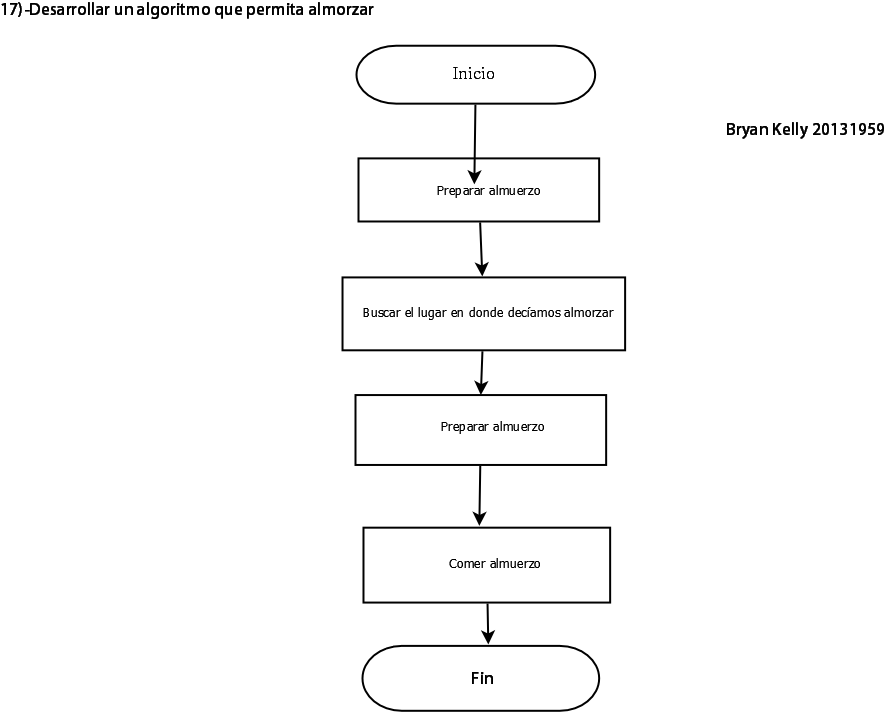 17)-Desarrollar un algoritmo que permita almorzar
Inicio
Bryan Kelly 20131959
Preparar almuerzo
Buscar el lugar en donde decíamos almorzar
Preparar almuerzo
Comer almuerzo
Fin